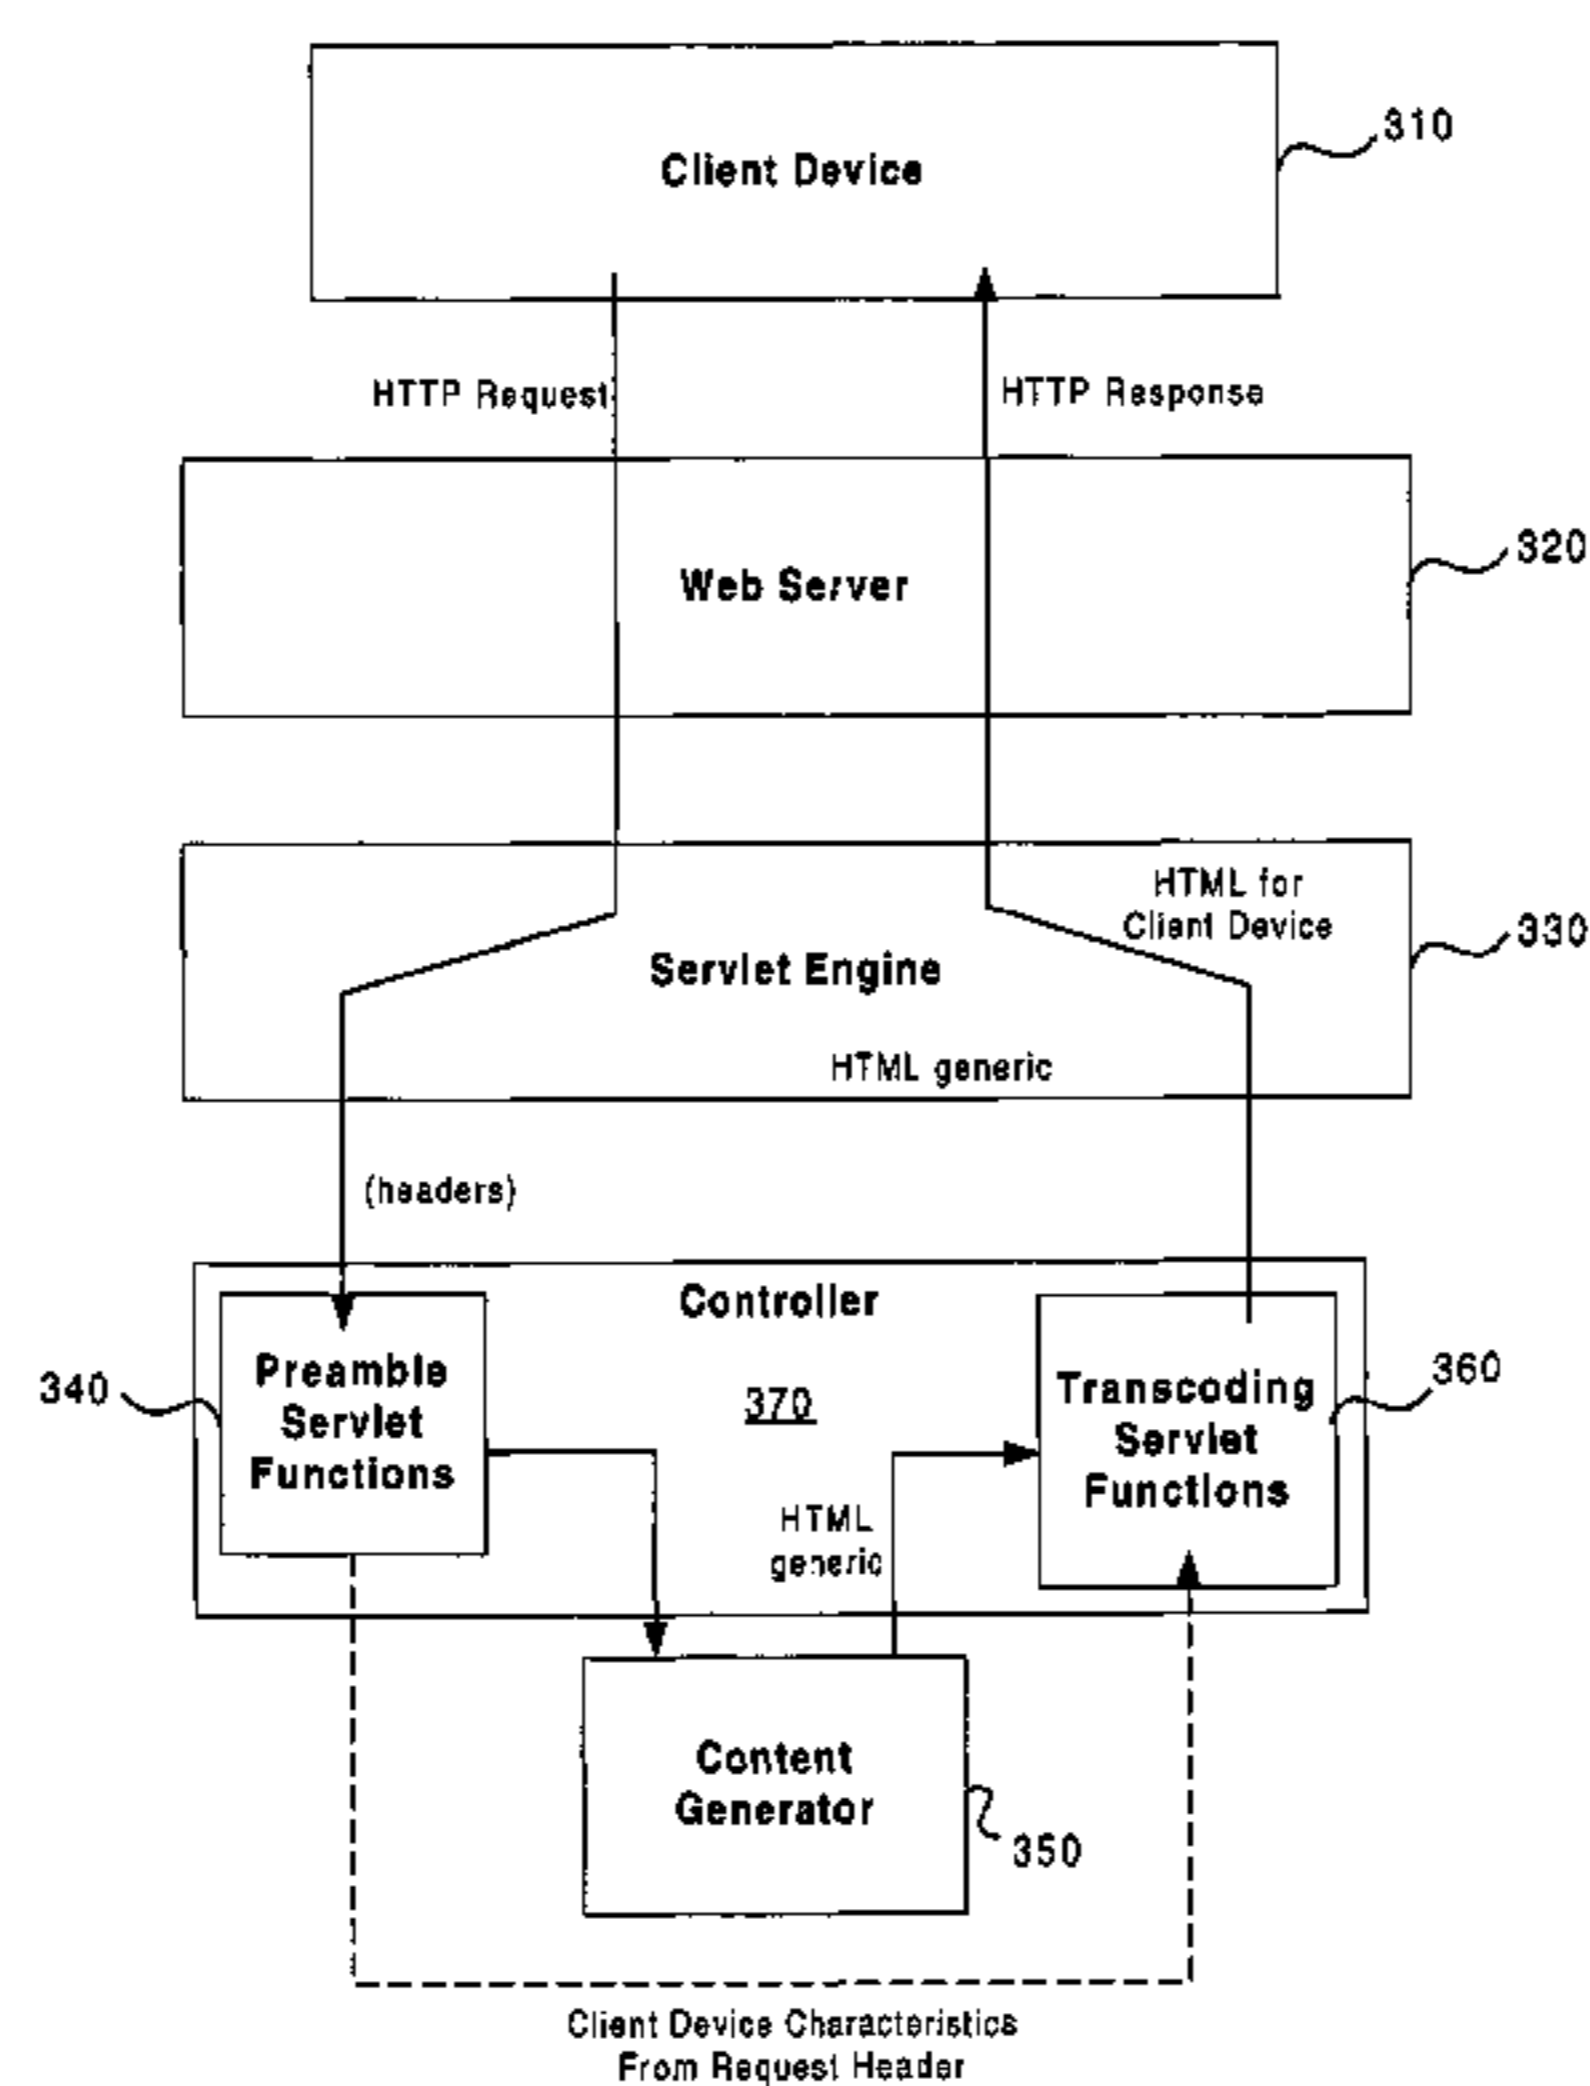 310
Client Device
HTTP Request
HTTP Response
320
Web Server
HTML for
Client Device
330
Servlet Engine
HTML generic
(headers)
Controller
340
Preamble
Servlet
Functions
370
360
Transcoding
Servlet
Functions
HTML
generic
Content
Generator
350
Client Device Characteristics
From Request Header